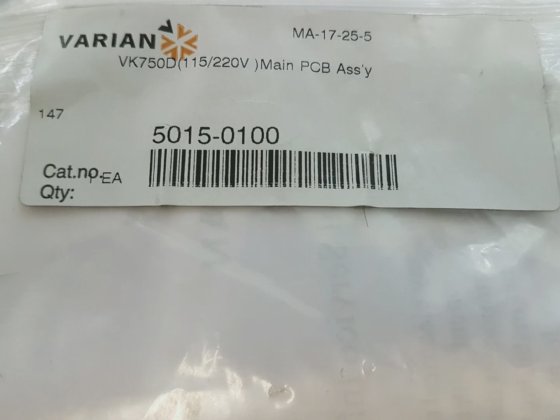 VARIAN
MA-17-25-5
VK750D(115/220V )Main PCB Ass'y
147
5015-0100
Cat.no.
1 EA
Qty: